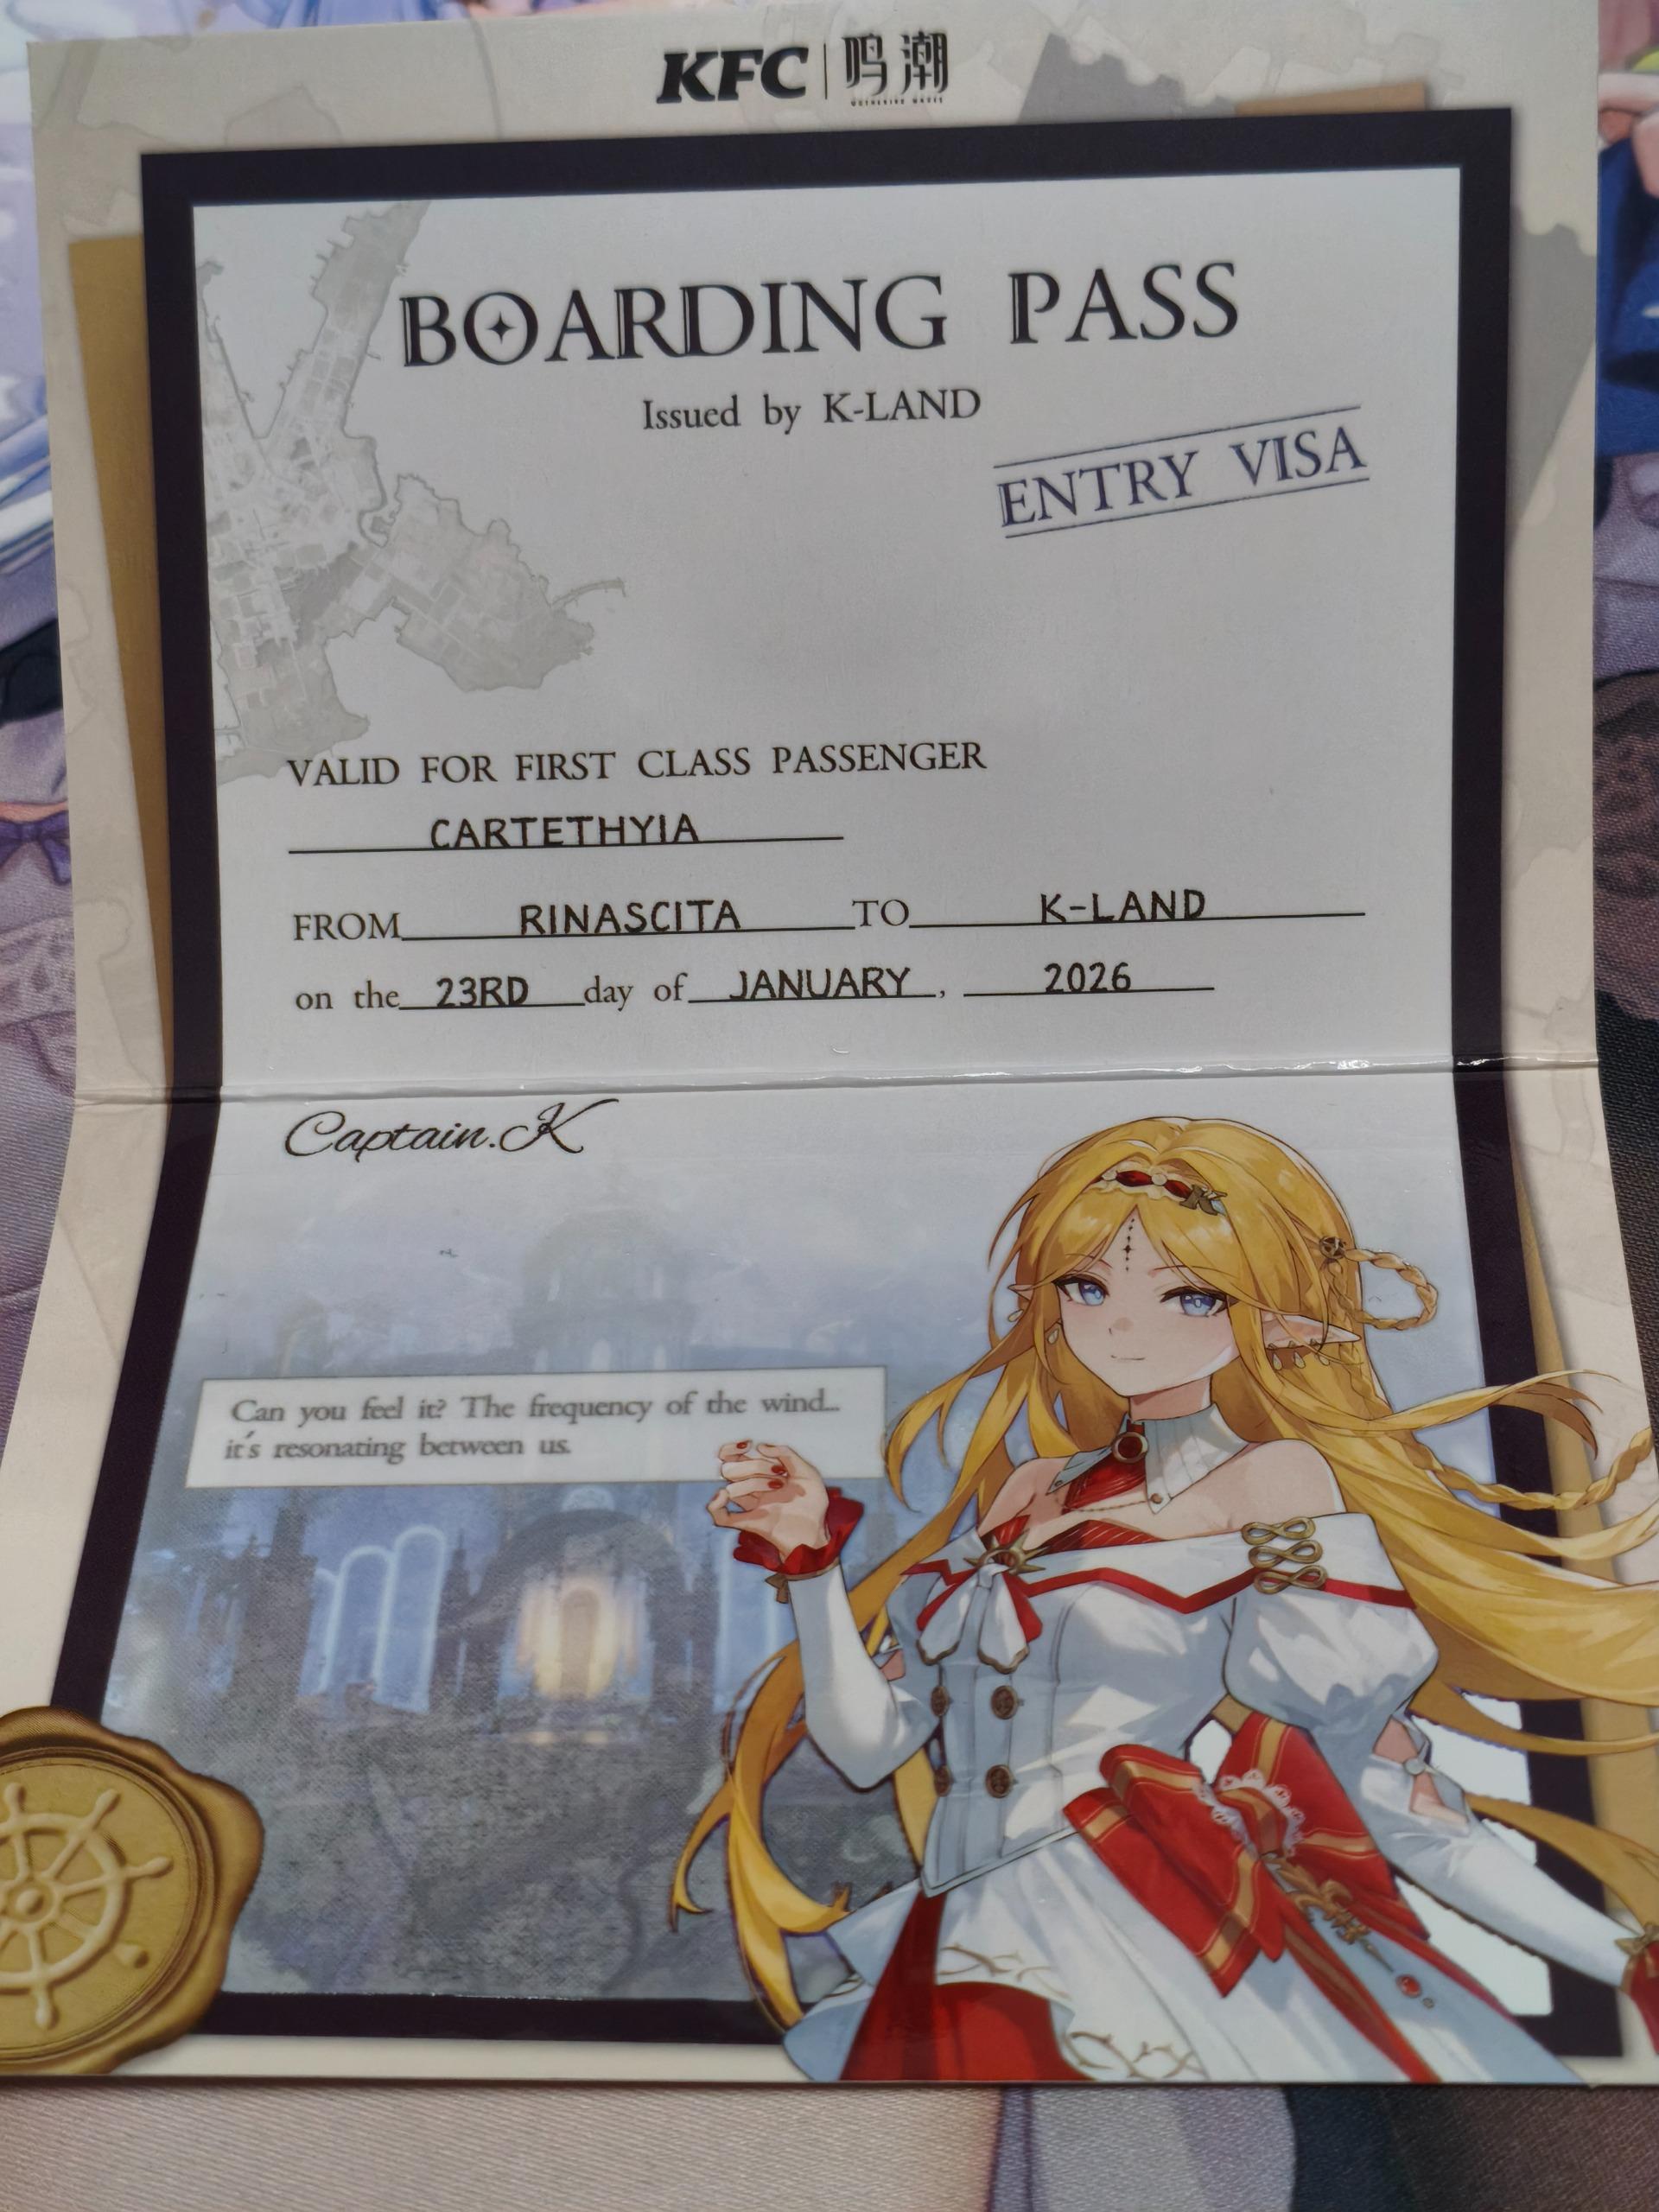 KFC | 鸣潮
WUTHERING WAVES
BOARDING PASS
Issued by K-LAND
ENTRY VISA
VALID FOR FIRST CLASS PASSENGER
CARTETHYIA
FROM RINASCITA TO K-LAND
on the 23RD day of JANUARY, 2026
Captain.K
Can you feel it? The frequency of the wind...
it's resonating between us.